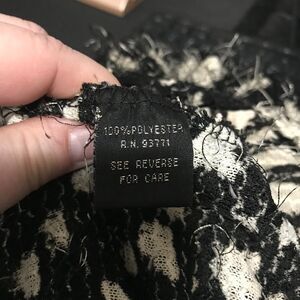 100% POLYESTER
R.N. 93771
SEE REVERSE
FOR CARE